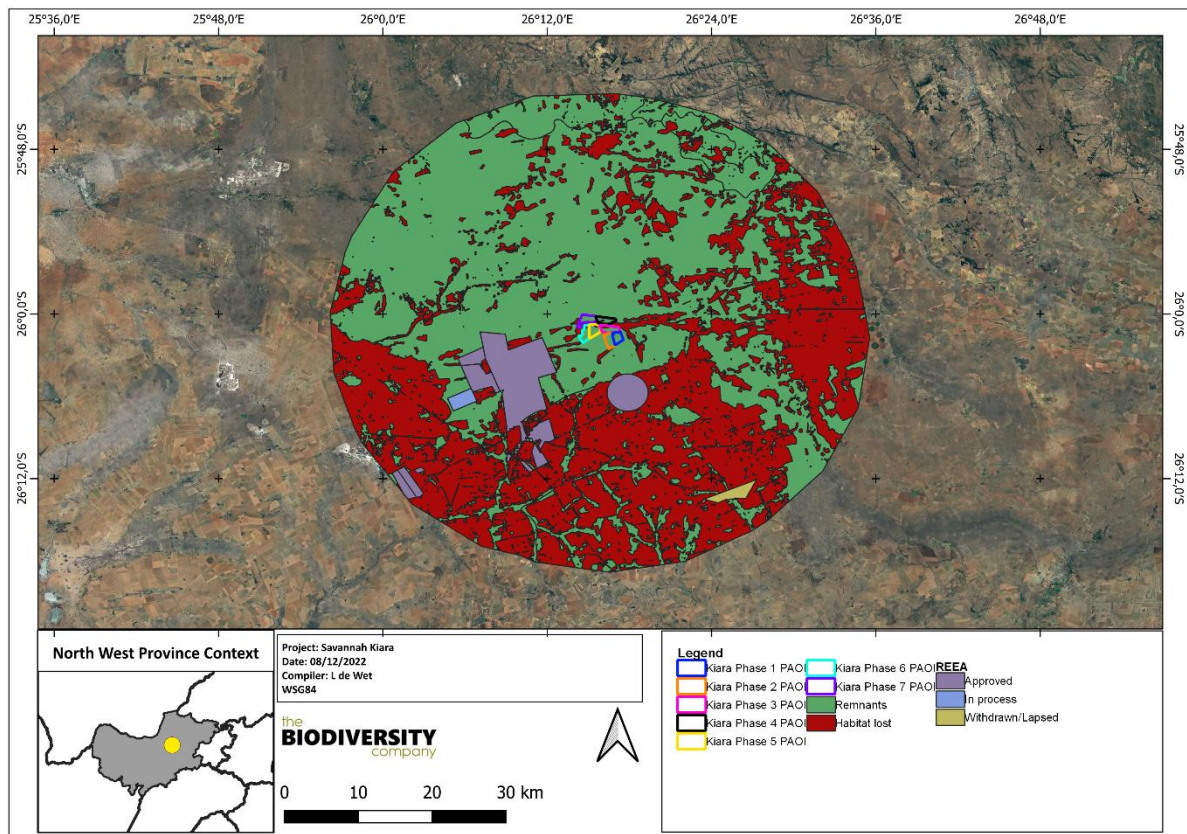 25°36,0'E 25°48,0'E 26°0,0'E 26°12,0'E 26°24,0'E 26°36,0'E 26°48,0'E
25°48,0'S 25°48,0'S
26°0,0'S 26°0,0'S
26°12,0'S 26°12,0'S
North West Province Context
Project: Savannah Kiara
Date: 08/12/2022
Compiler: L de Wet
WSG84
the
BIODIVERSITY
company
0 10 20 30 km
Legend
Kiara Phase 1 PAOI
Kiara Phase 2 PAOI
Kiara Phase 3 PAOI
Kiara Phase 4 PAOI
Kiara Phase 5 PAOI
Kiara Phase 6 PAOI
Kiara Phase 7 PAOI
Remnants
Habitat lost
REEA
Approved
In process
Withdrawn/Lapsed